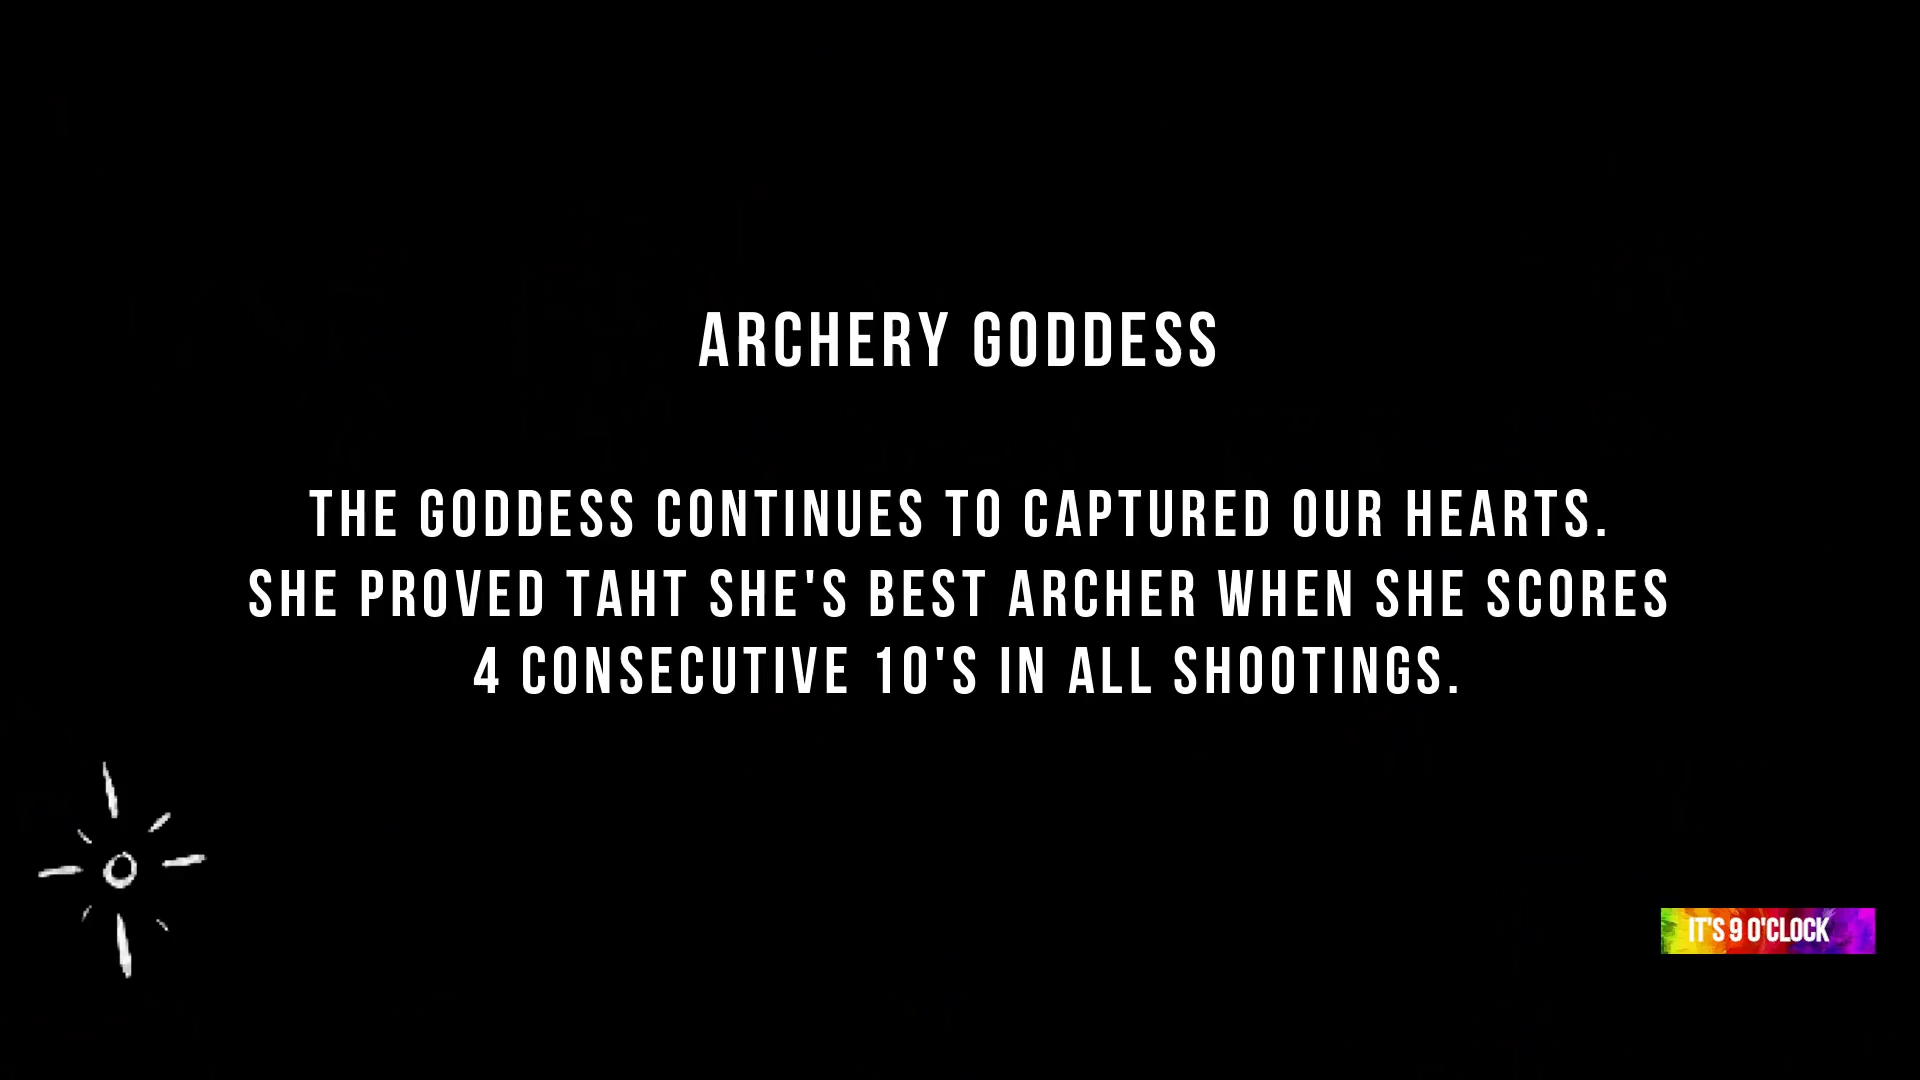 ARCHERY GODDESS
THE GODDESS CONTINUES TO CAPTURED OUR HEARTS.
SHE PROVED TAHT SHE'S BEST ARCHER WHEN SHE SCORES
4 CONSECUTIVE 10'S IN ALL SHOOTINGS.
IT'S 9 O'CLOCK